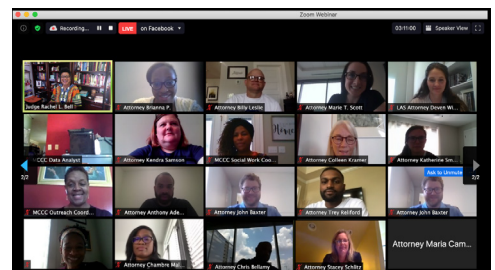 Zoom Webinar
Recording...
LIVE
on Facebook
03:11:00
Speaker View
Judge Rachel L. Bell
Attorney Brianna P.
Attorney Billy Leslie
Attorney Marie T. Scott
LAS Attorney Deven Wi...
MCCC Data Analyst
Attorney Kendra Samson
MCCC Social Work Coo...
Attorney Colleen Kramer
Attorney Katherine Sm...
2/2
2/2
Ask to Unmute
MCCC Outreach Coord...
Attorney Anthony Ade...
Attorney John Baxter
Attorney Trey Kelford
Attorney John Baxter
Attorney Chambre Mal...
Attorney Chris Bellamy
Attorney Stacey Schlitz
Attorney Maria Cam...